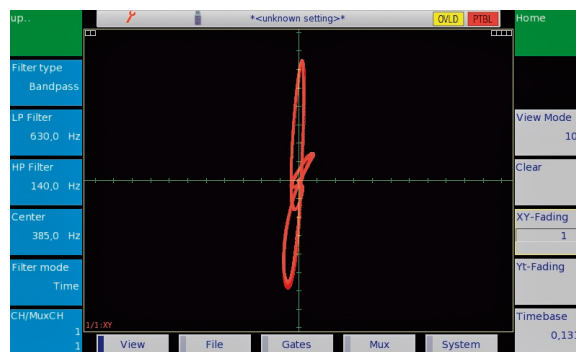 up..
*<unknown setting>*
OVLD
PTBL
Home
Filter type
Bandpass
LP Filter
630,0 Hz
HP Filter
140,0 Hz
Center
385,0 Hz
Filter mode
Time
CH/MuxCH
1
1
1/1:XY
View Mode
10
Clear
XY-Fading
1
Yt-Fading
Timebase
0,131
View
File
Gates
Mux
System